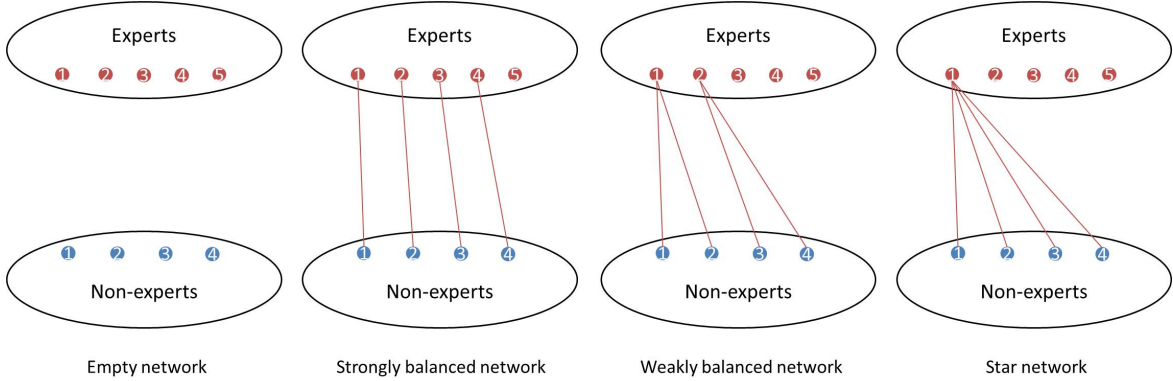 Experts Experts Experts Experts
1 2 3 4 5 1 2 3 4 5 1 2 3 4 5 1 2 3 4 5
1 2 3 4 1 2 3 4 1 2 3 4 1 2 3 4
Non-experts Non-experts Non-experts Non-experts
Empty network Strongly balanced network Weakly balanced network Star network